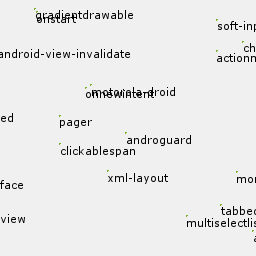 gradientdrawable
onstart
soft-inp
ch
android-view-invalidate
actionm
motorola-droid
onnewintent
ed
pager
androguard
clickablespan
xml-layout
mor
face
tabbed
view
multiselectlis